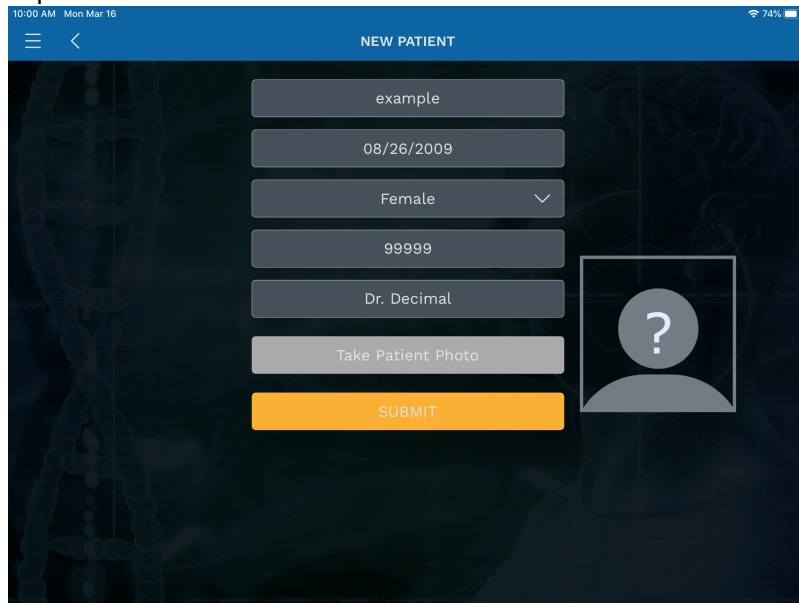 10:00 AM Mon Mar 16
74%
NEW PATIENT
example
08/26/2009
Female
99999
Dr. Decimal
?
Take Patient Photo
SUBMIT